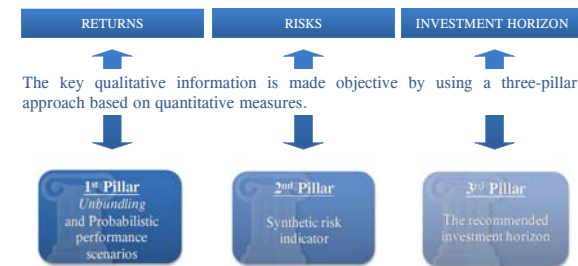 RETURNS
RISKS
INVESTMENT HORIZON
The key qualitative information is made objective by using a three-pillar
approach based on quantitative measures.
1st Pillar
Unbundling
and Probabilistic
performance
scenarios
2nd Pillar
Synthetic risk
indicator
3rd Pillar
The recommended
investment horizon